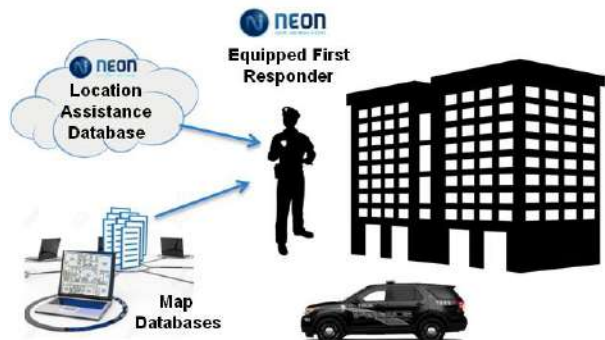 NEON
Location
Assistance
Database
NEON
Equipped First
Responder
Map
Databases